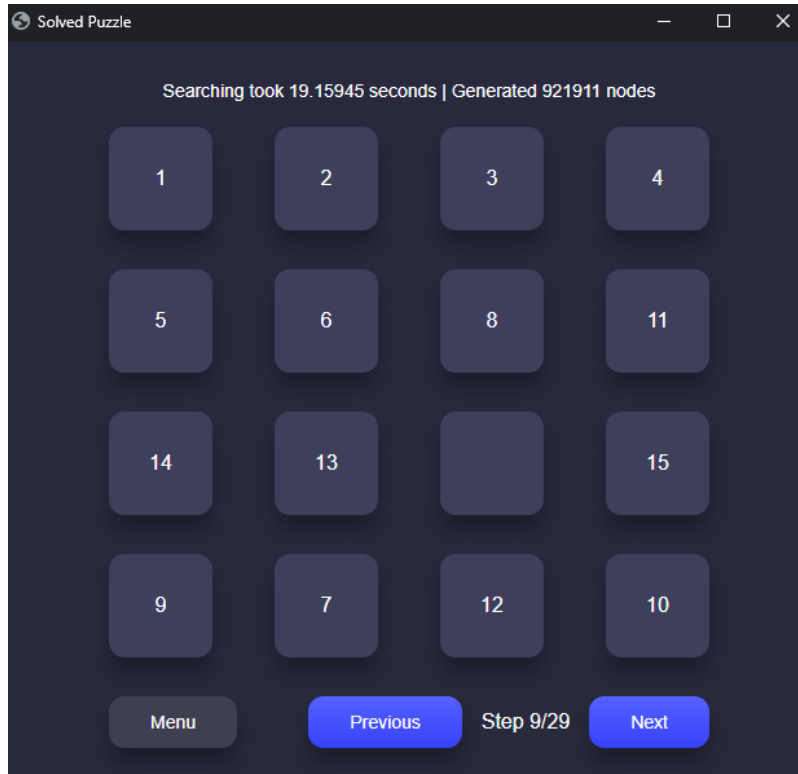 Solved Puzzle
Searching took 19.15945 seconds | Generated 921911 nodes
1 2 3 4
5 6 8 11
14 13 15
9 7 12 10
Menu Previous Step 9/29 Next